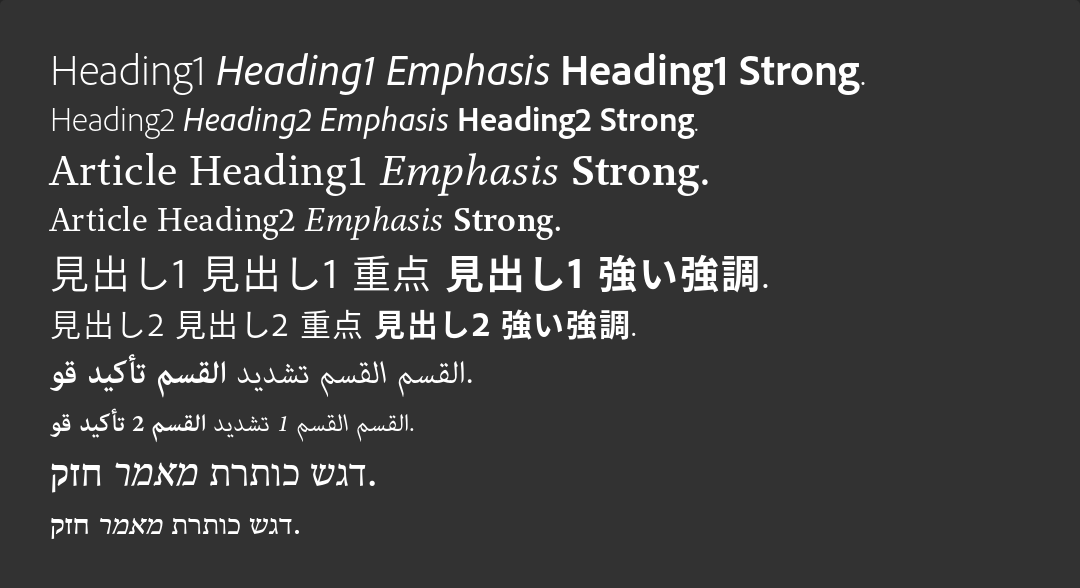 Heading1 Heading1 Emphasis Heading1 Strong.
Heading2 Heading2 Emphasis Heading2 Strong.
Article Heading1 Emphasis Strong.
Article Heading2 Emphasis Strong.
見出し1 見出し1 重点 見出し1 強い強調.
見出し2 見出し2 重点 見出し2 強い強調.
القسم القسم تشديد القسم تأكيد قو.
القسم القسم 1 تشديد القسم 2 تأكيد قو.
דגש כותרת מאמר חזק.
דגש כותרת מאמר חזק.